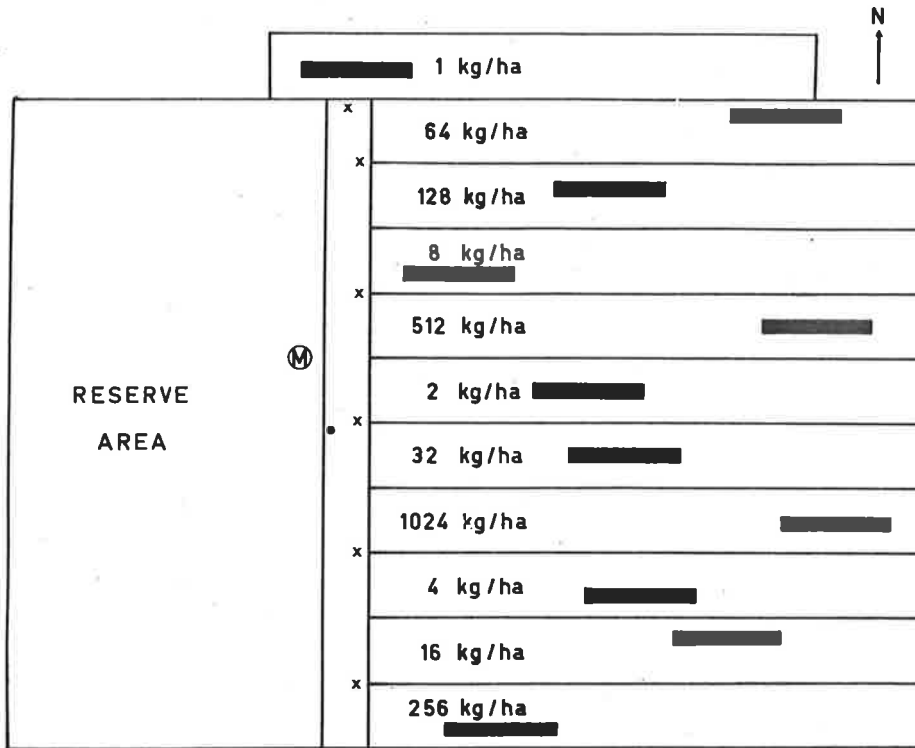 N
1 kg/ha
x
64 kg/ha
x
128 kg/ha
8 kg/ha
x
512 kg/ha
M
RESERVE
AREA
2 kg/ha
x
32 kg/ha
1024 kg/ha
x
4 kg/ha
16 kg/ha
x
256 kg/ha